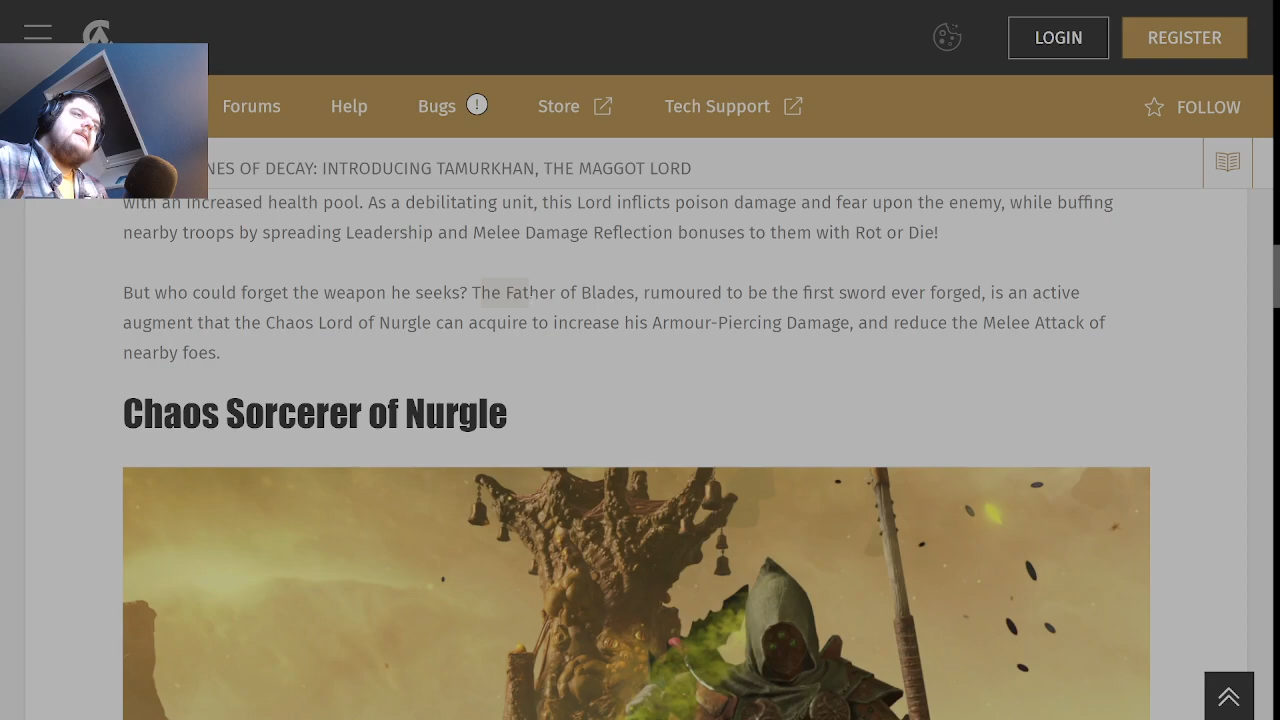 LOGIN
REGISTER
Forums
Help
Bugs
!
Store
Tech Support
FOLLOW
NES OF DECAY: INTRODUCING TAMURKHAN, THE MAGGOT LORD
with an increased health pool. As a debilitating unit, this Lord inflicts poison damage and fear upon the enemy, while buffing
nearby troops by spreading Leadership and Melee Damage Reflection bonuses to them with Rot or Die!
But who could forget the weapon he seeks? The Father of Blades, rumoured to be the first sword ever forged, is an active
augment that the Chaos Lord of Nurgle can acquire to increase his Armour-Piercing Damage, and reduce the Melee Attack of
nearby foes.
Chaos Sorcerer of Nurgle